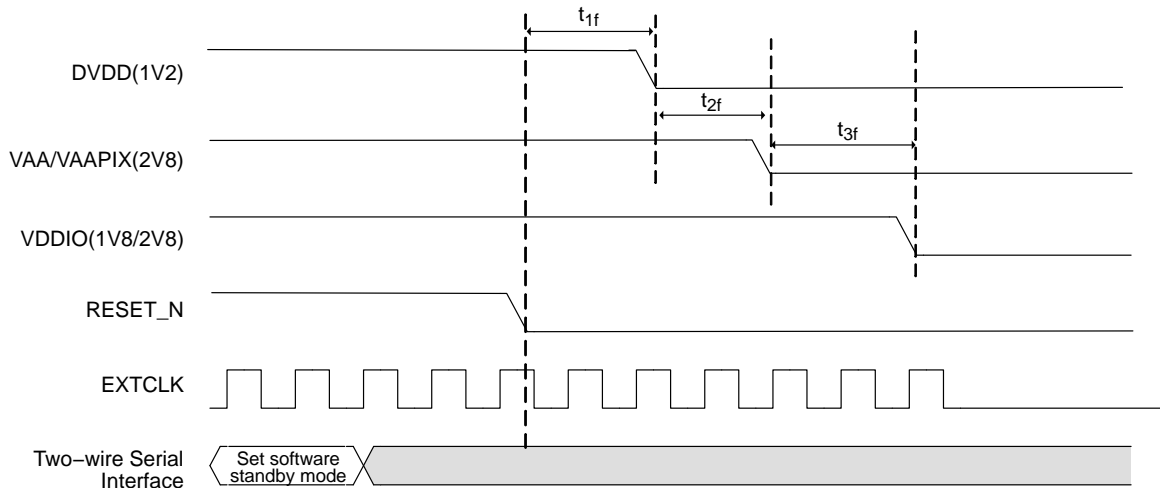 t1f
DVDD(1V2)
t2f
t3f
VAA/VAAPIX(2V8)
VDDIO(1V8/2V8)
RESET_N
EXTCLK
Two−wire Serial
Interface
Set software
standby mode